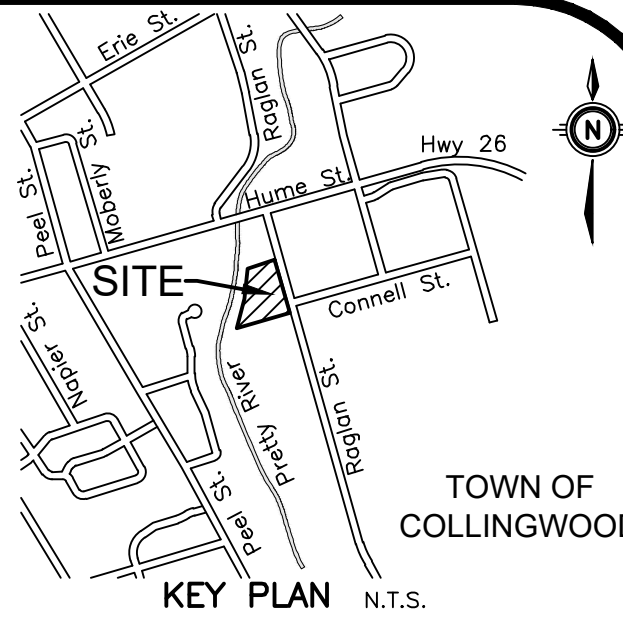 Erie St.
Raglan St.
N
Hwy 26
Peel St.
Moberly St.
Hume St.
SITE
Connell St.
Napier St.
Pretty River
Raglan St.
Peel St.
TOWN OF
COLLINGWOOD
KEY PLAN N.T.S.